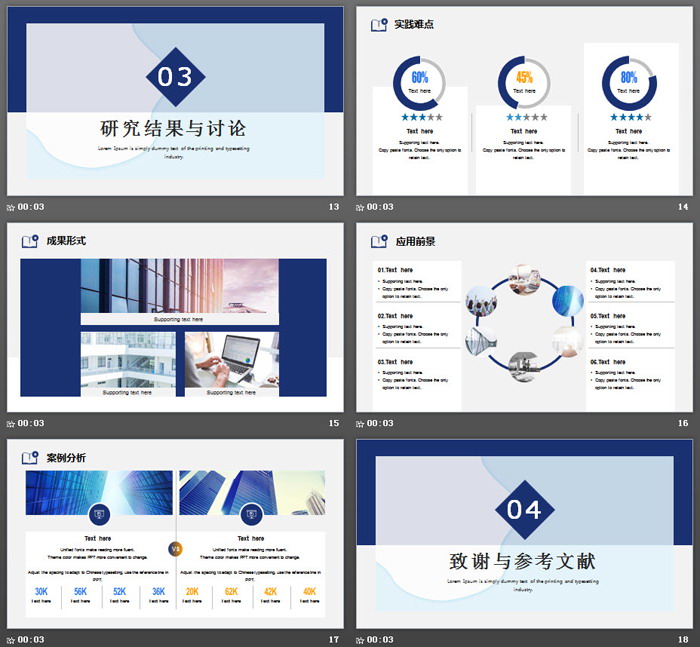 03
研究结果与讨论
Lorem Ipsum is simply dummy text of the printing and typesetting
industry.
00:03
13
实践难点
60%
Text here
45%
Text here
80%
Text here
Text here
Supporting text here.
Copy paste fonts. Choose the only option to
retain text.
Text here
Supporting text here.
Copy paste fonts. Choose the only option to
retain text.
Text here
Supporting text here.
Copy paste fonts. Choose the only option to
retain text.
00:03
14
成果形式
Supporting text here
Supporting text here
Supporting text here
00:03
15
应用前景
01.Text here
Supporting text here.
Copy paste fonts. Choose the only
option to retain text.
02.Text here
Supporting text here.
Copy paste fonts. Choose the only
option to retain text.
03.Text here
Supporting text here.
Copy paste fonts. Choose the only
option to retain text.
04.Text here
Supporting text here.
Copy paste fonts. Choose the only
option to retain text.
05.Text here
Supporting text here.
Copy paste fonts. Choose the only
option to retain text.
06.Text here
Supporting text here.
Copy paste fonts. Choose the only
option to retain text.
00:03
16
案例分析
Text here
Unified fonts make reading more fluent.
Theme color makes PPT more convenient to change.
Adjust the spacing to adapt to Chinese typesetting, use the reference line in
PPT.
30K
Text here
56K
Text here
52K
Text here
36K
Text here
VS
Text here
Unified fonts make reading more fluent.
Theme color makes PPT more convenient to change.
Adjust the spacing to adapt to Chinese typesetting, use the reference line in
PPT.
20K
Text here
62K
Text here
42K
Text here
40K
Text here
00:03
17
04
致谢与参考文献
Lorem Ipsum is simply dummy text of the printing and typesetting
industry.
00:03
18